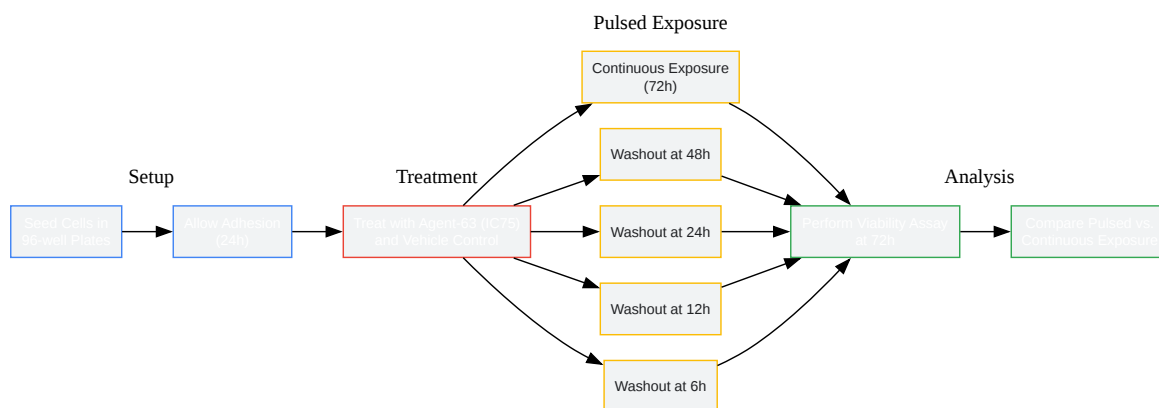 Pulsed Exposure
Continuous Exposure
(72h)
Washout at 48h
Setup
Treatment
Analysis
Seed Cells in
96-well Plates
Allow Adhesion
(24h)
Treat with Agent-63 (IC75)
and Vehicle Control
Washout at 24h
Perform Viability Assay
at 72h
Compare Pulsed vs.
Continuous Exposure
Washout at 12h
Washout at 6h